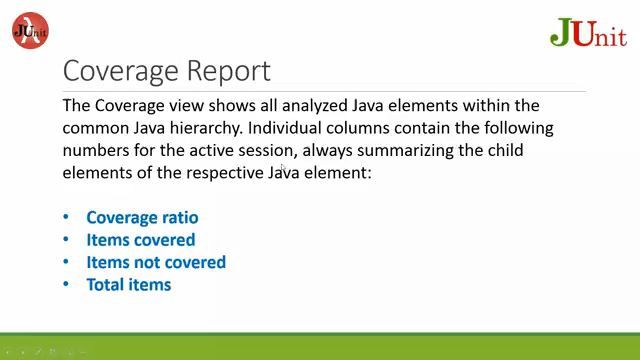 JUnit
JUnit
Coverage Report
The Coverage view shows all analyzed Java elements within the
common Java hierarchy. Individual columns contain the following
numbers for the active session, always summarizing the child
elements of the respective Java element:
• Coverage ratio
• Items covered
• Items not covered
• Total items